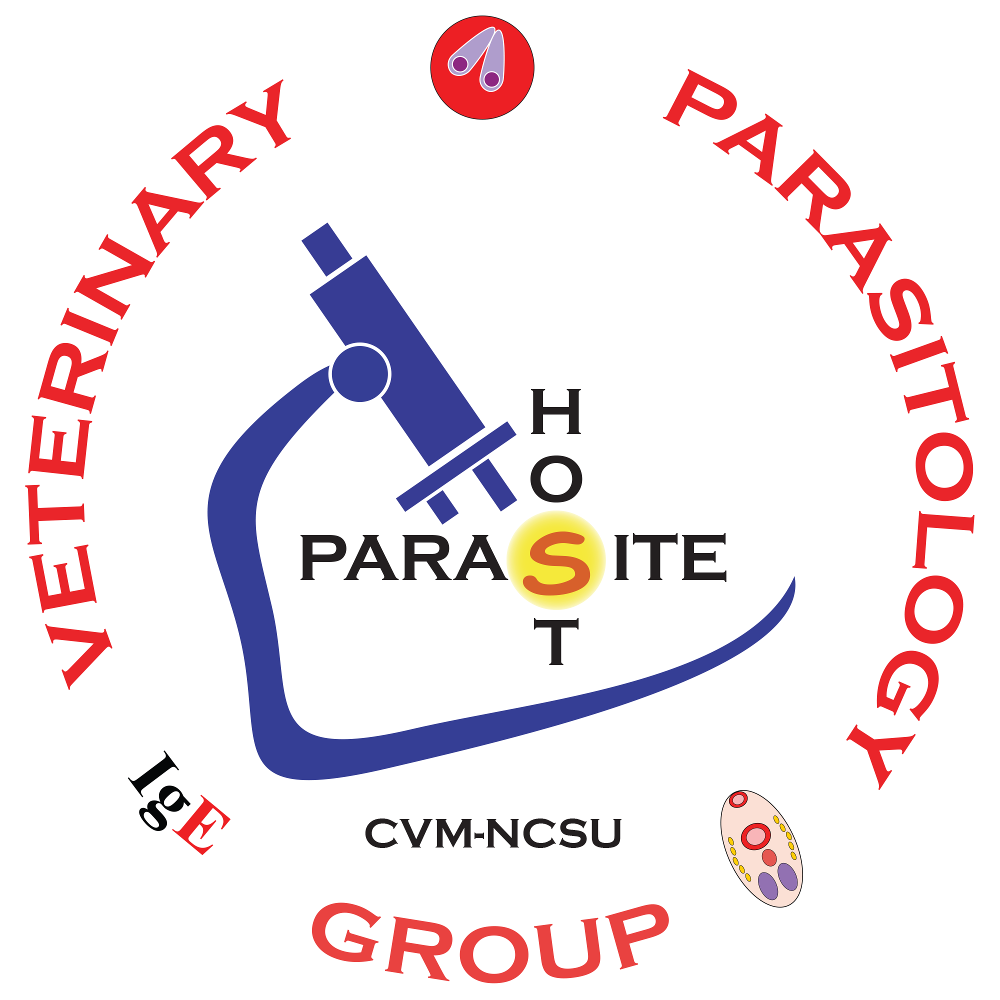 VETERINARY PARASITOLOGY
HOST
PARASITE
IgE
CVM-NCSU
GROUP